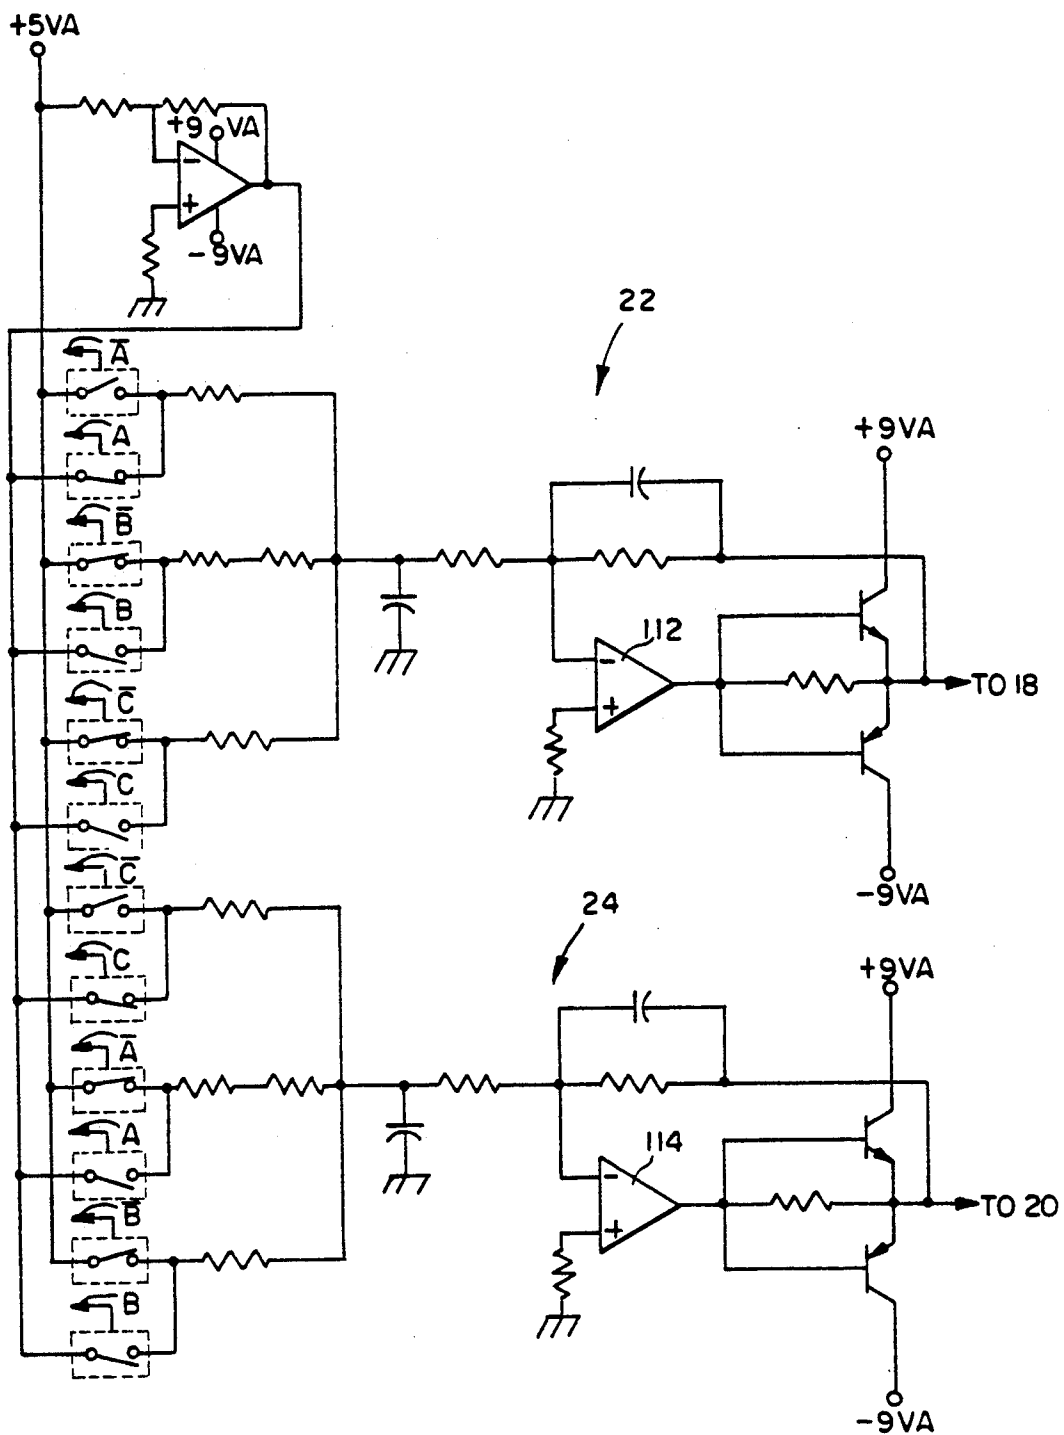 +5VA
+9 VA
-
+
-9VA
22
A̅
A
+9VA
B̅
B
112
-
+
TO 18
C̅
C
-9VA
C̅
24
C
+9VA
A̅
A
114
-
+
TO 20
B̅
B
-9VA